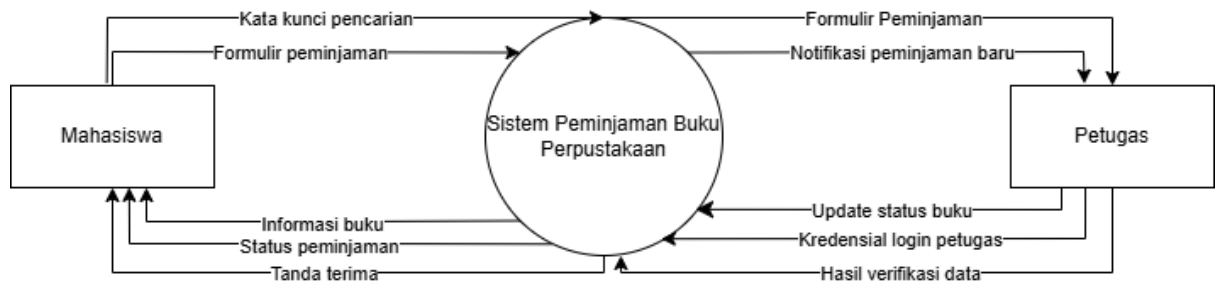 Kata kunci pencarian
Formulir Peminjaman
Formulir peminjaman
Notifikasi peminjaman baru
Mahasiswa
Sistem Peminjaman Buku
Perpustakaan
Petugas
Informasi buku
Update status buku
Status peminjaman
Kredensial login petugas
Tanda terima
Hasil verifikasi data